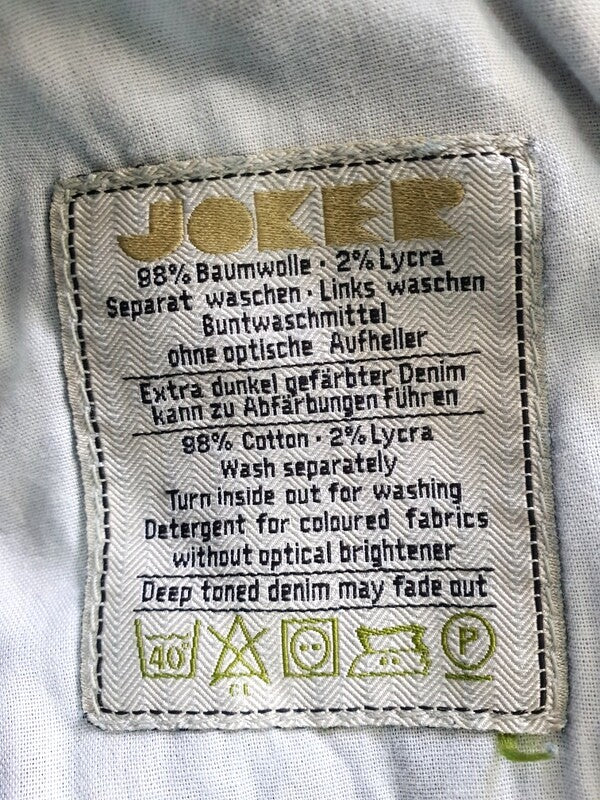 JOKER
98% Baumwolle · 2% Lycra
Separat waschen · Links waschen
Buntwaschmittel
ohne optische Aufheller
Extra dunkel gefärbter Denim
kann zu Abfärbungen führen
98% Cotton · 2% Lycra
Wash separately
Turn inside out for washing
Detergent for coloured fabrics
without optical brightener
Deep toned denim may fade out
40° P
CL